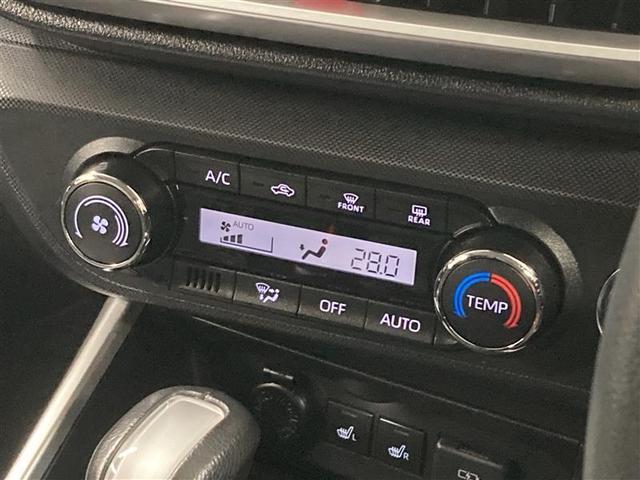 A/C
FRONT
REAR
AUTO
28.0
TEMP
OFF
AUTO
L
R